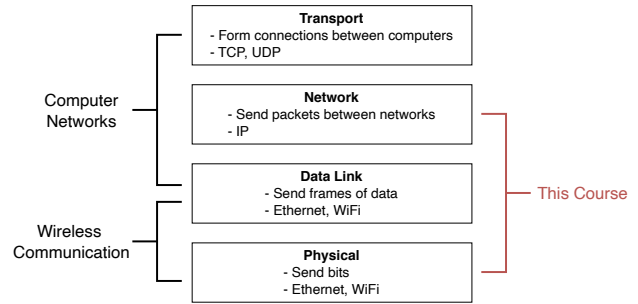 Transport
- Form connections between computers
- TCP, UDP
Computer
Networks
Network
- Send packets between networks
- IP
Data Link
- Send frames of data
- Ethernet, WiFi
This Course
Wireless
Communication
Physical
- Send bits
- Ethernet, WiFi